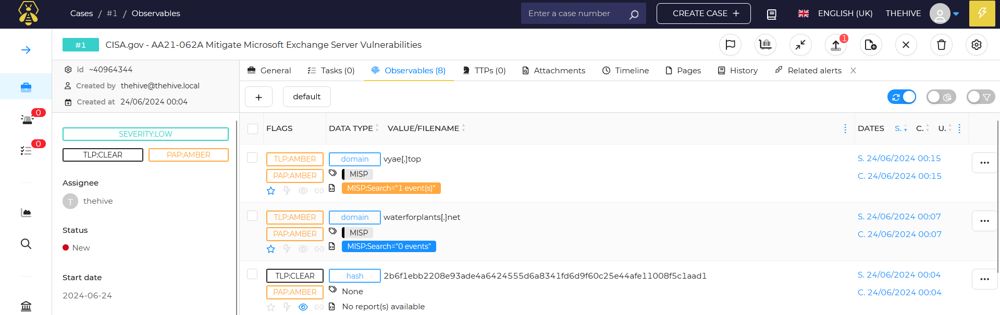 Cases / #1 / Observables
Enter a case number
CREATE CASE +
ENGLISH (UK)
THEHIVE
#1
CISA.gov - AA21-062A Mitigate Microsoft Exchange Server Vulnerabilities
1
id ~40964344
Created by thehive@thehive.local
Created at 24/06/2024 00:04
0
0
General
Tasks (0)
Observables (8)
TTPs (0)
Attachments
Timeline
Pages
History
Related alerts
+
default
SEVERITY:LOW
TLP:CLEAR
PAP:AMBER
Assignee
T thehive
Status
New
Start date
2024-06-24
FLAGS
DATA TYPE
VALUE/FILENAME
DATES S. C. U.
TLP:AMBER domain vyae[.]top S. 24/06/2024 00:15
PAP:AMBER MISP C. 24/06/2024 00:15
MISP:Search="1 event(s)"
TLP:AMBER domain waterforplants[.]net S. 24/06/2024 00:07
PAP:AMBER MISP C. 24/06/2024 00:07
MISP:Search="0 events"
TLP:CLEAR hash 2b6f1ebb2208e93ade4a6424555d6a8341fd6d9f60c25e44afe11008f5c1aad1 S. 24/06/2024 00:04
PAP:AMBER None C. 24/06/2024 00:04
No report(s) available